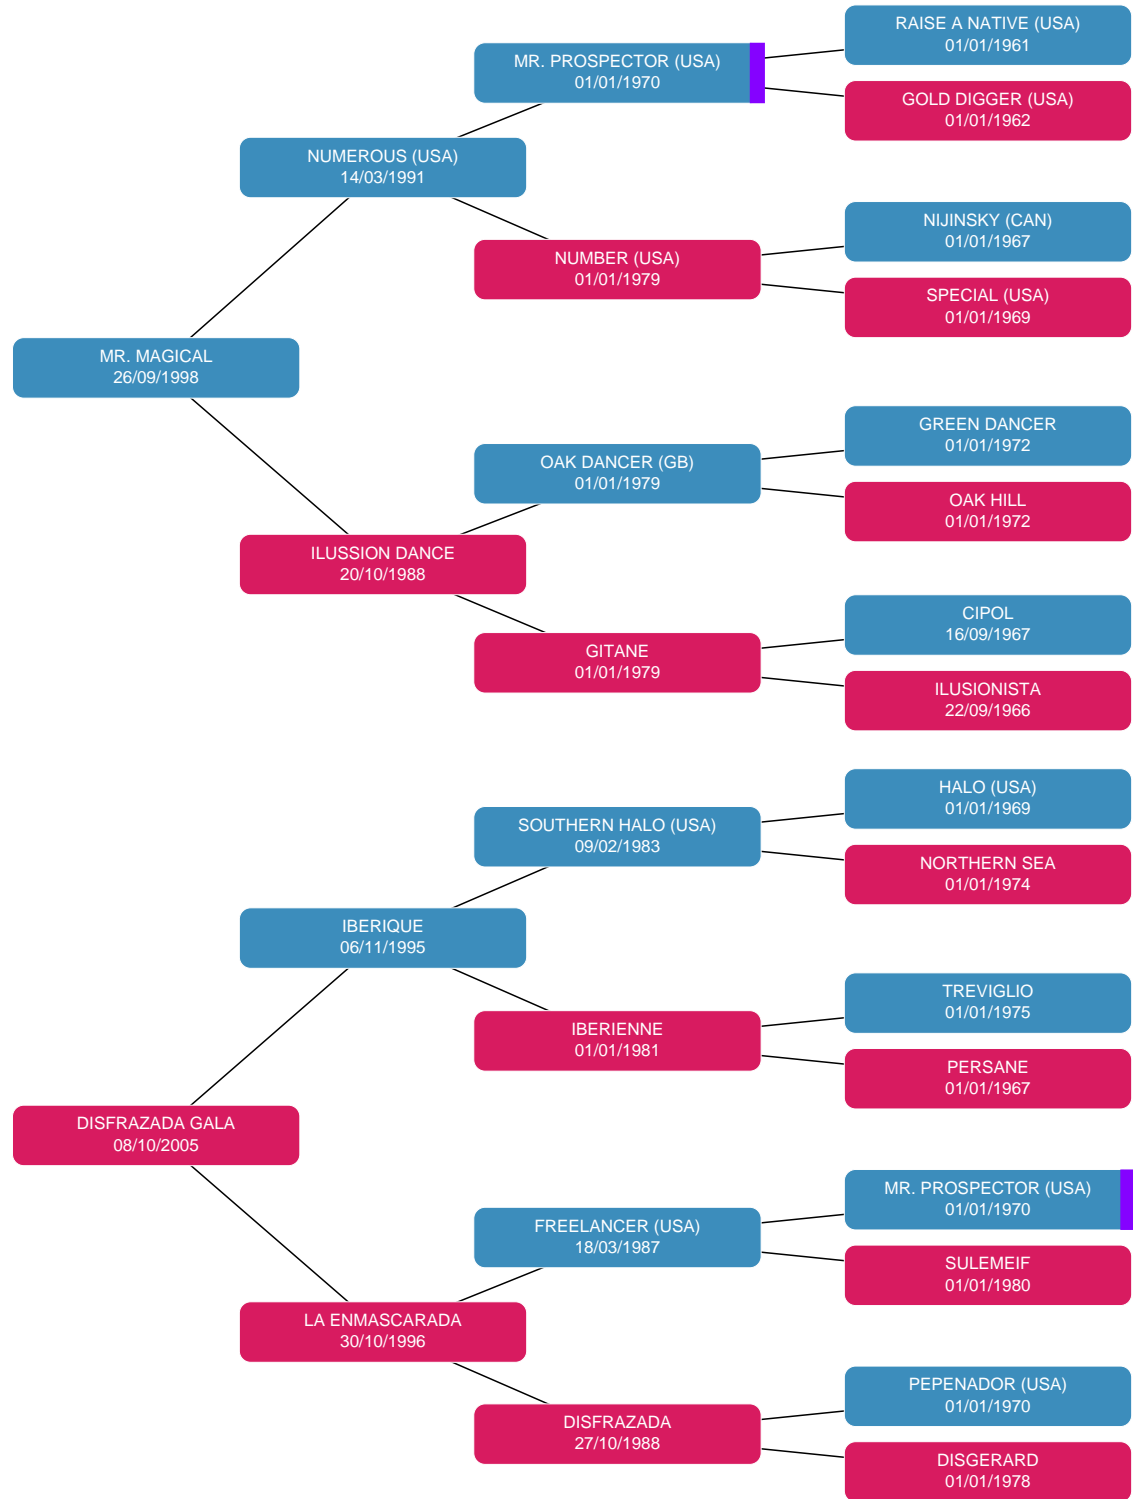 RAISE A NATIVE (USA)
01/01/1961
MR. PROSPECTOR (USA)
01/01/1970
GOLD DIGGER (USA)
01/01/1962
NUMEROUS (USA)
14/03/1991
NIJINSKY (CAN)
01/01/1967
NUMBER (USA)
01/01/1979
SPECIAL (USA)
01/01/1969
MR. MAGICAL
26/09/1998
GREEN DANCER
01/01/1972
OAK DANCER (GB)
01/01/1979
OAK HILL
01/01/1972
ILUSSION DANCE
20/10/1988
CIPOL
16/09/1967
GITANE
01/01/1979
ILUSIONISTA
22/09/1966
HALO (USA)
01/01/1969
SOUTHERN HALO (USA)
09/02/1983
NORTHERN SEA
01/01/1974
IBERIQUE
06/11/1995
TREVIGLIO
01/01/1975
IBERIENNE
01/01/1981
PERSANE
01/01/1967
DISFRAZADA GALA
08/10/2005
MR. PROSPECTOR (USA)
01/01/1970
FREELANCER (USA)
18/03/1987
SULEMEIF
01/01/1980
LA ENMASCARADA
30/10/1996
PEPENADOR (USA)
01/01/1970
DISFRAZADA
27/10/1988
DISGERARD
01/01/1978